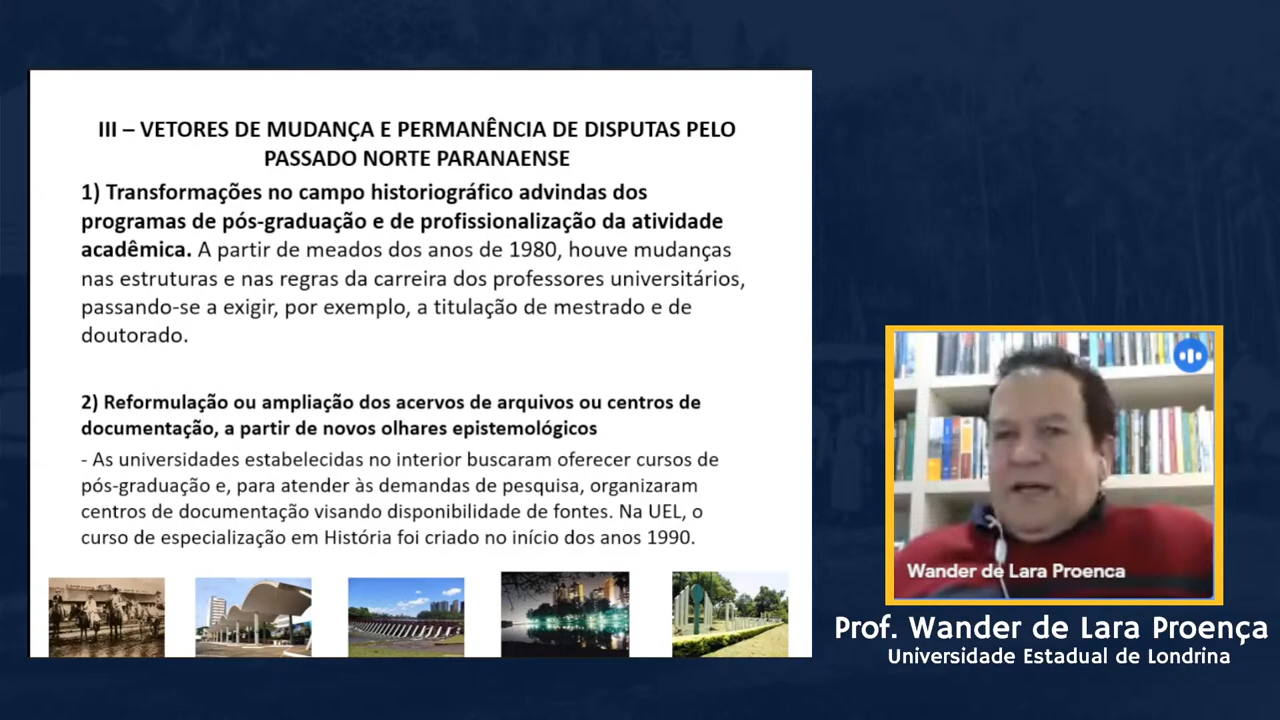 III – VETORES DE MUDANÇA E PERMANÊNCIA DE DISPUTAS PELO
PASSADO NORTE PARANAENSE
1) Transformações no campo historiográfico advindas dos
programas de pós-graduação e de profissionalização da atividade
acadêmica. A partir de meados dos anos de 1980, houve mudanças
nas estruturas e nas regras da carreira dos professores universitários,
passando-se a exigir, por exemplo, a titulação de mestrado e de
doutorado.
2) Reformulação ou ampliação dos acervos de arquivos ou centros de
documentação, a partir de novos olhares epistemológicos
- As universidades estabelecidas no interior buscaram oferecer cursos de
pós-graduação e, para atender às demandas de pesquisa, organizaram
centros de documentação visando disponibilidade de fontes. Na UEL, o
curso de especialização em História foi criado no início dos anos 1990.
Wander de Lara Proenca
Prof. Wander de Lara Proença
Universidade Estadual de Londrina